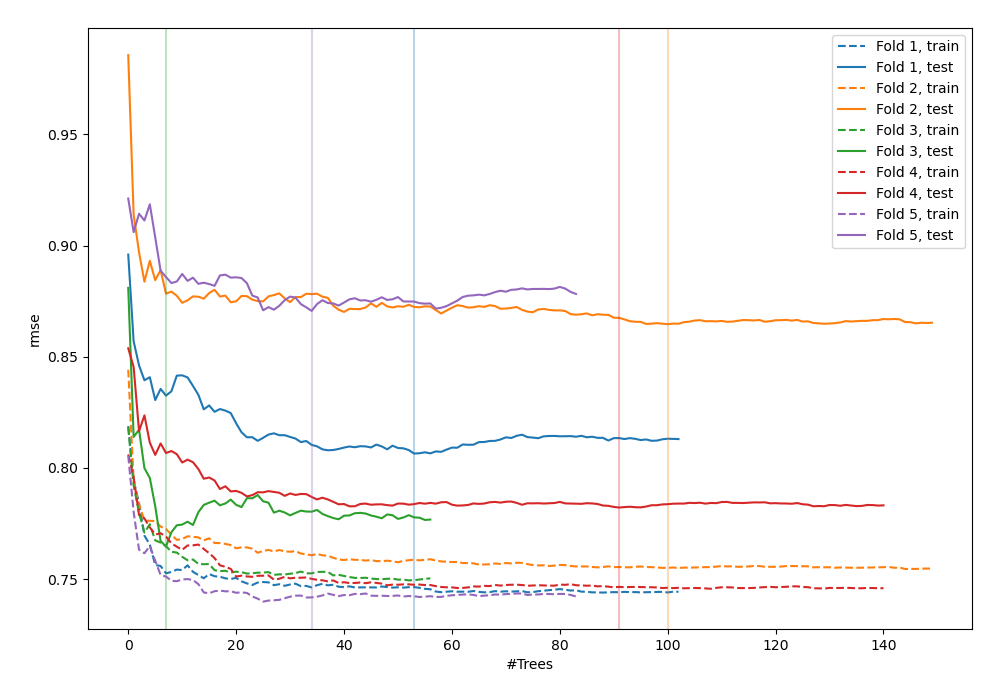 0.95
0.90
0.85
0.80
0.75
rmse
0
20
40
60
80
100
120
140
#Trees
Fold 1, train
Fold 1, test
Fold 2, train
Fold 2, test
Fold 3, train
Fold 3, test
Fold 4, train
Fold 4, test
Fold 5, train
Fold 5, test